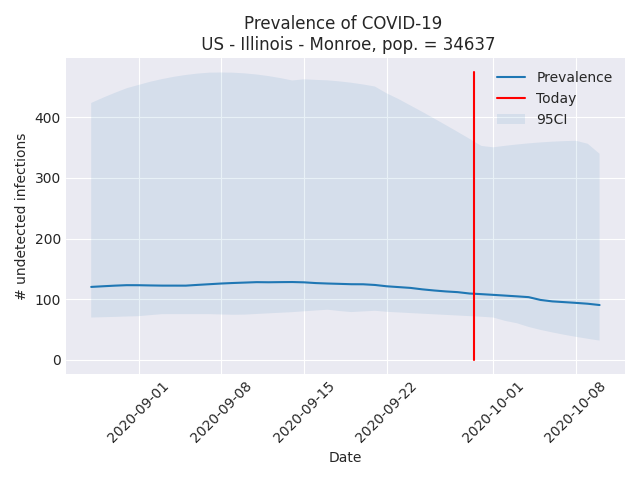 Prevalence of COVID-19
US - Illinois - Monroe, pop. = 34637
Prevalence
Today
95CI
# undetected infections
400
300
200
100
0
2020-09-01
2020-09-08
2020-09-15
2020-09-22
2020-10-01
2020-10-08
Date